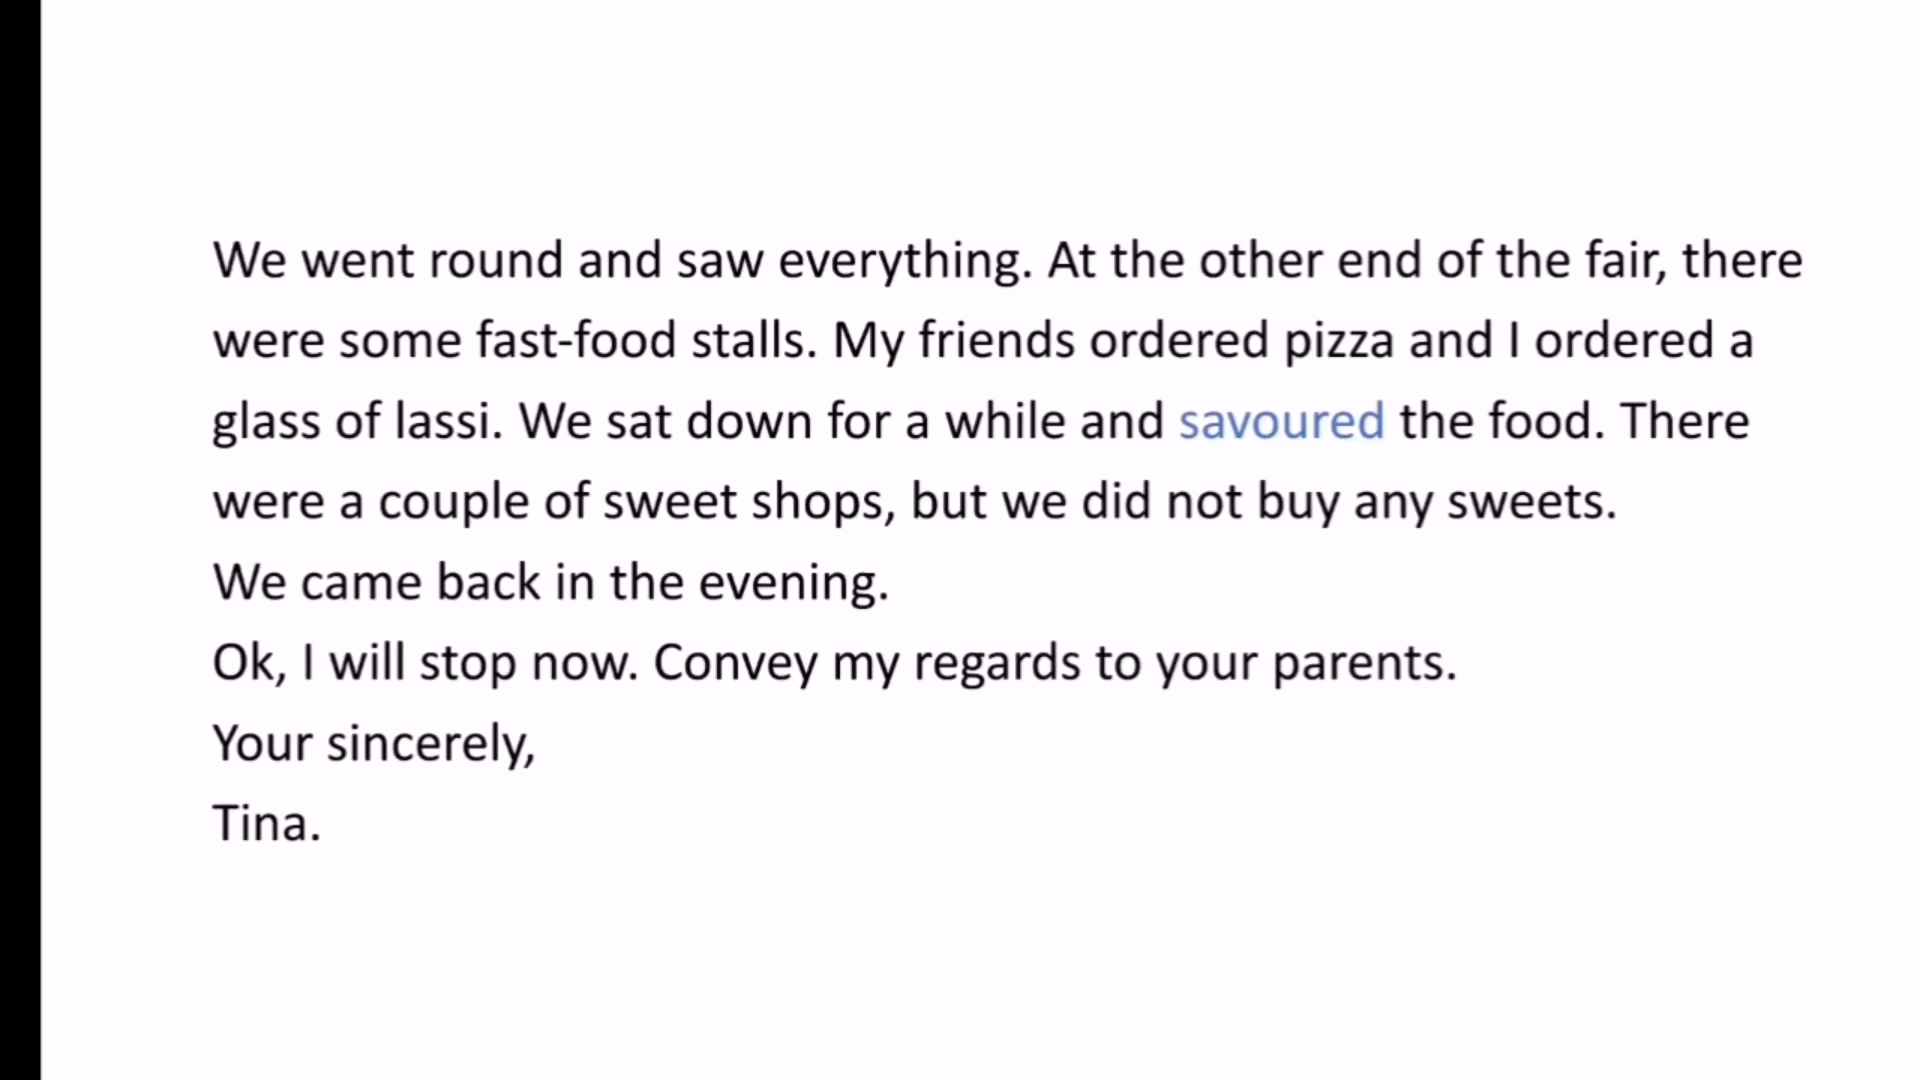 We went round and saw everything. At the other end of the fair, there
were some fast-food stalls. My friends ordered pizza and I ordered a
glass of lassi. We sat down for a while and savoured the food. There
were a couple of sweet shops, but we did not buy any sweets.
We came back in the evening.
Ok, I will stop now. Convey my regards to your parents.
Your sincerely,
Tina.